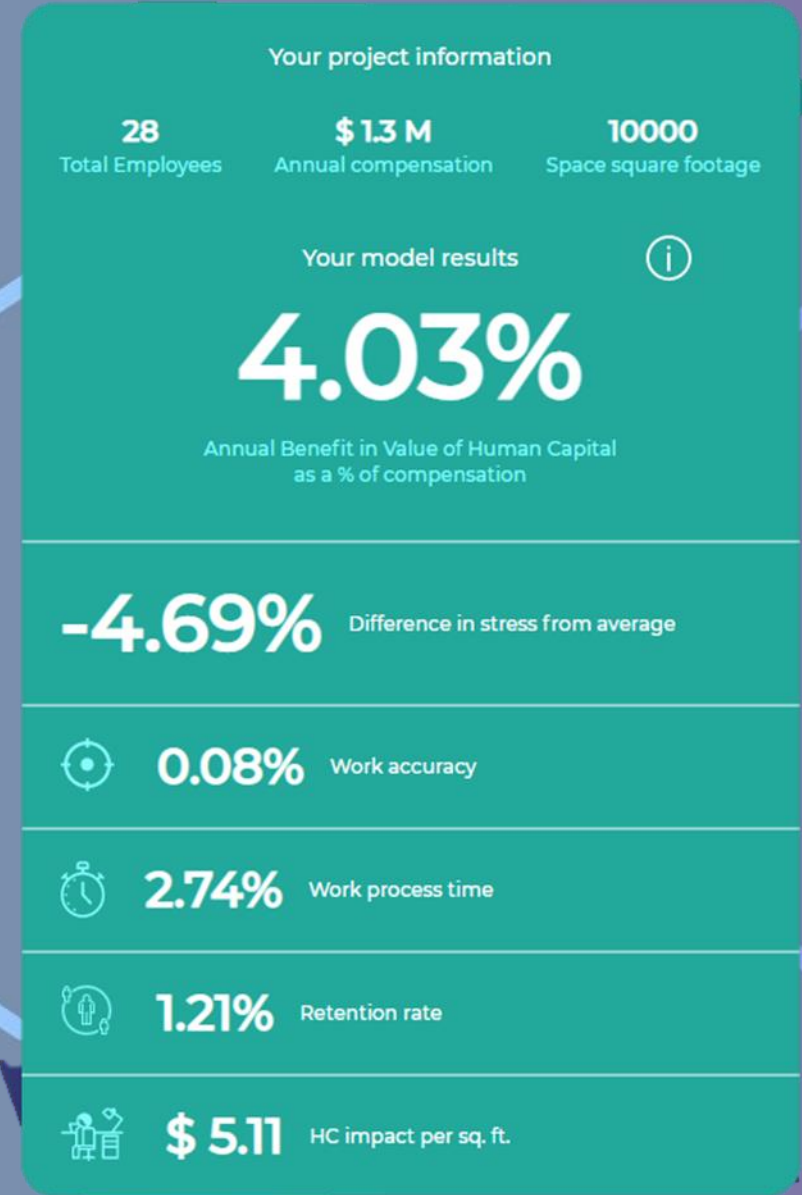 Your project information
28
Total Employees
$ 1.3 M
Annual compensation
10000
Space square footage
Your model results
4.03%
Annual Benefit in Value of Human Capital
as a % of compensation
-4.69% Difference in stress from average
0.08% Work accuracy
2.74% Work process time
1.21% Retention rate
$ 5.11 HC impact per sq. ft.